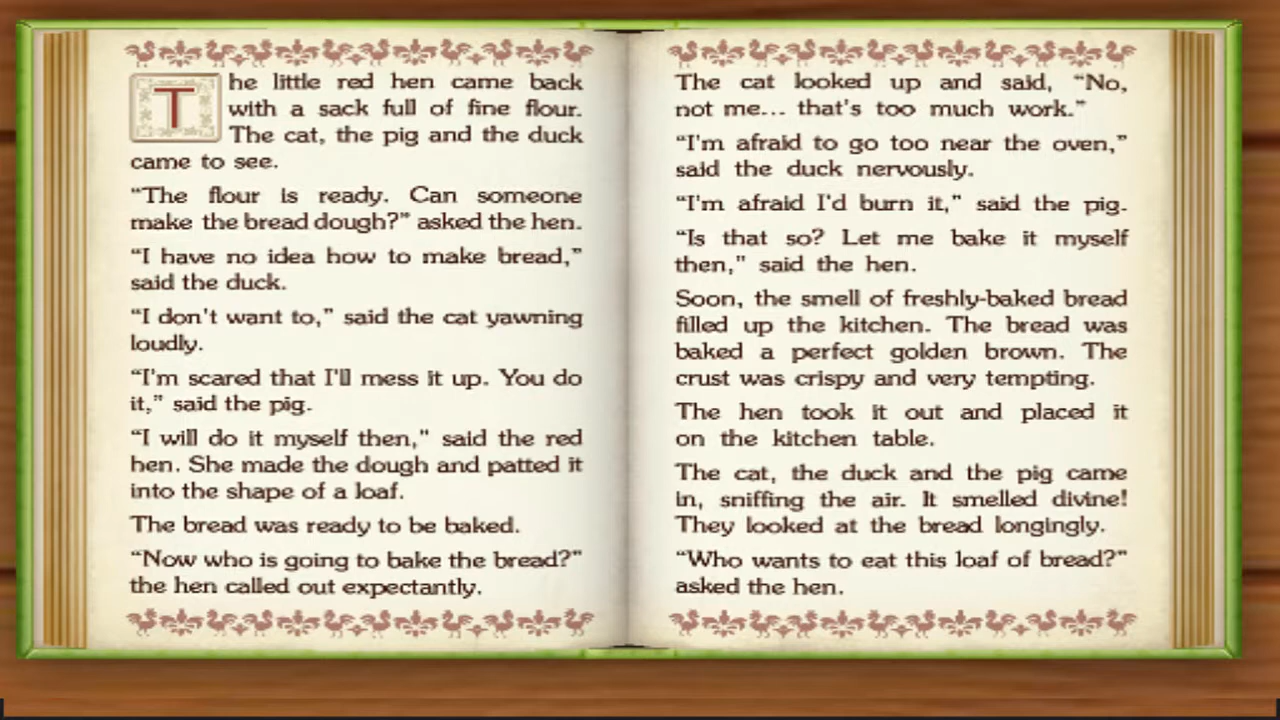 The little red hen came back
with a sack full of fine flour.
The cat, the pig and the duck
came to see.
“The flour is ready. Can someone
make the bread dough?” asked the hen.
“I have no idea how to make bread,”
said the duck.
“I don't want to,” said the cat yawning
loudly.
“I'm scared that I'll mess it up. You do
it,” said the pig.
“I will do it myself then,” said the red
hen. She made the dough and patted it
into the shape of a loaf.
The bread was ready to be baked.
“Now who is going to bake the bread?”
the hen called out expectantly.
The cat looked up and said, “No,
not me... that's too much work.”
“I'm afraid to go too near the oven,”
said the duck nervously.
“I'm afraid I'd burn it,” said the pig.
“Is that so? Let me bake it myself
then,” said the hen.
Soon, the smell of freshly-baked bread
filled up the kitchen. The bread was
baked a perfect golden brown. The
crust was crispy and very tempting.
The hen took it out and placed it
on the kitchen table.
The cat, the duck and the pig came
in, sniffing the air. It smelled divine!
They looked at the bread longingly.
“Who wants to eat this loaf of bread?”
asked the hen.